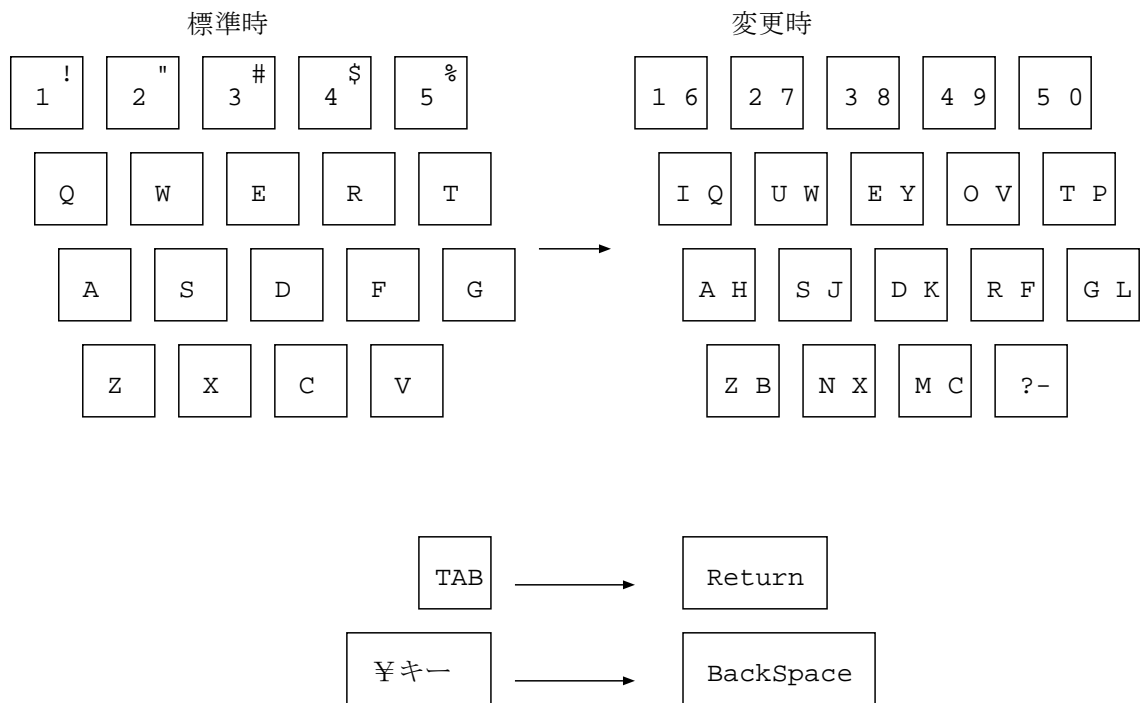 標準時 変更時
! " # $ %
1 2 3 4 5 1 6 2 7 3 8 4 9 5 0
Q W E R T I Q U W E Y O V T P
A S D F G A H S J D K R F G L
Z X C V Z B N X M C ?-
TAB Return
￥キー BackSpace